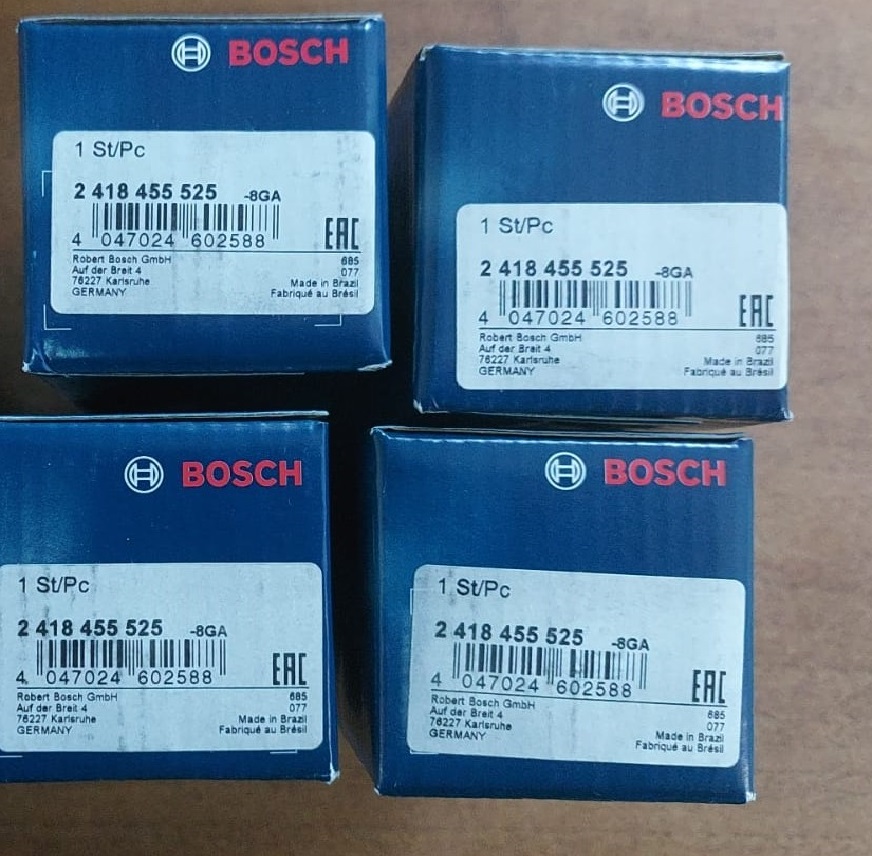 BOSCH
1 St/Pc
2 418 455 525 -8GA
4 047024 602588
EAC
Robert Bosch GmbH 685
Auf der Breit 4 077
76227 Karlsruhe Made in Brazil
GERMANY Fabriqué au Brésil
BOSCH
1 St/Pc
2 418 455 525 -8GA
4 047024 602588
EAC
Robert Bosch GmbH 685
Auf der Breit 4 077
76227 Karlsruhe Made in Brazil
GERMANY Fabriqué au Brésil
BOSCH
1 St/Pc
2 418 455 525 -8GA
4 047024 602588
EAC
Robert Bosch GmbH 685
Auf der Breit 4 077
76227 Karlsruhe Made in Brazil
GERMANY Fabriqué au Brésil
BOSCH
1 St/Pc
2 418 455 525 -8GA
4 047024 602588
EAC
Robert Bosch GmbH 685
Auf der Breit 4 077
76227 Karlsruhe Made in Brazil
GERMANY Fabriqué au Brésil